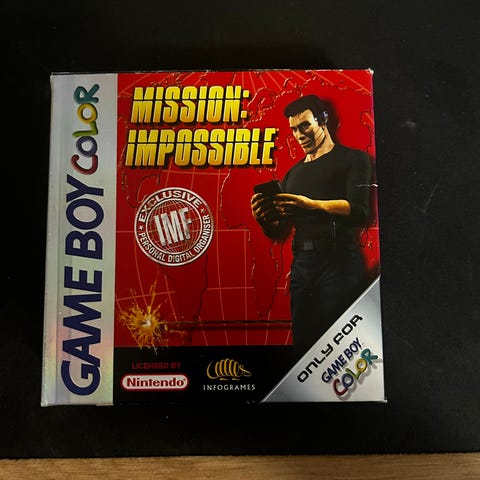 GAME BOY COLOR
MISSION:
IMPOSSIBLE
EXCLUSIVE
IMF
PERSONAL DIGITAL ORGANISER
LICENSED BY
Nintendo
INFOGRAMES
ONLY FOR
GAME BOY
COLOR